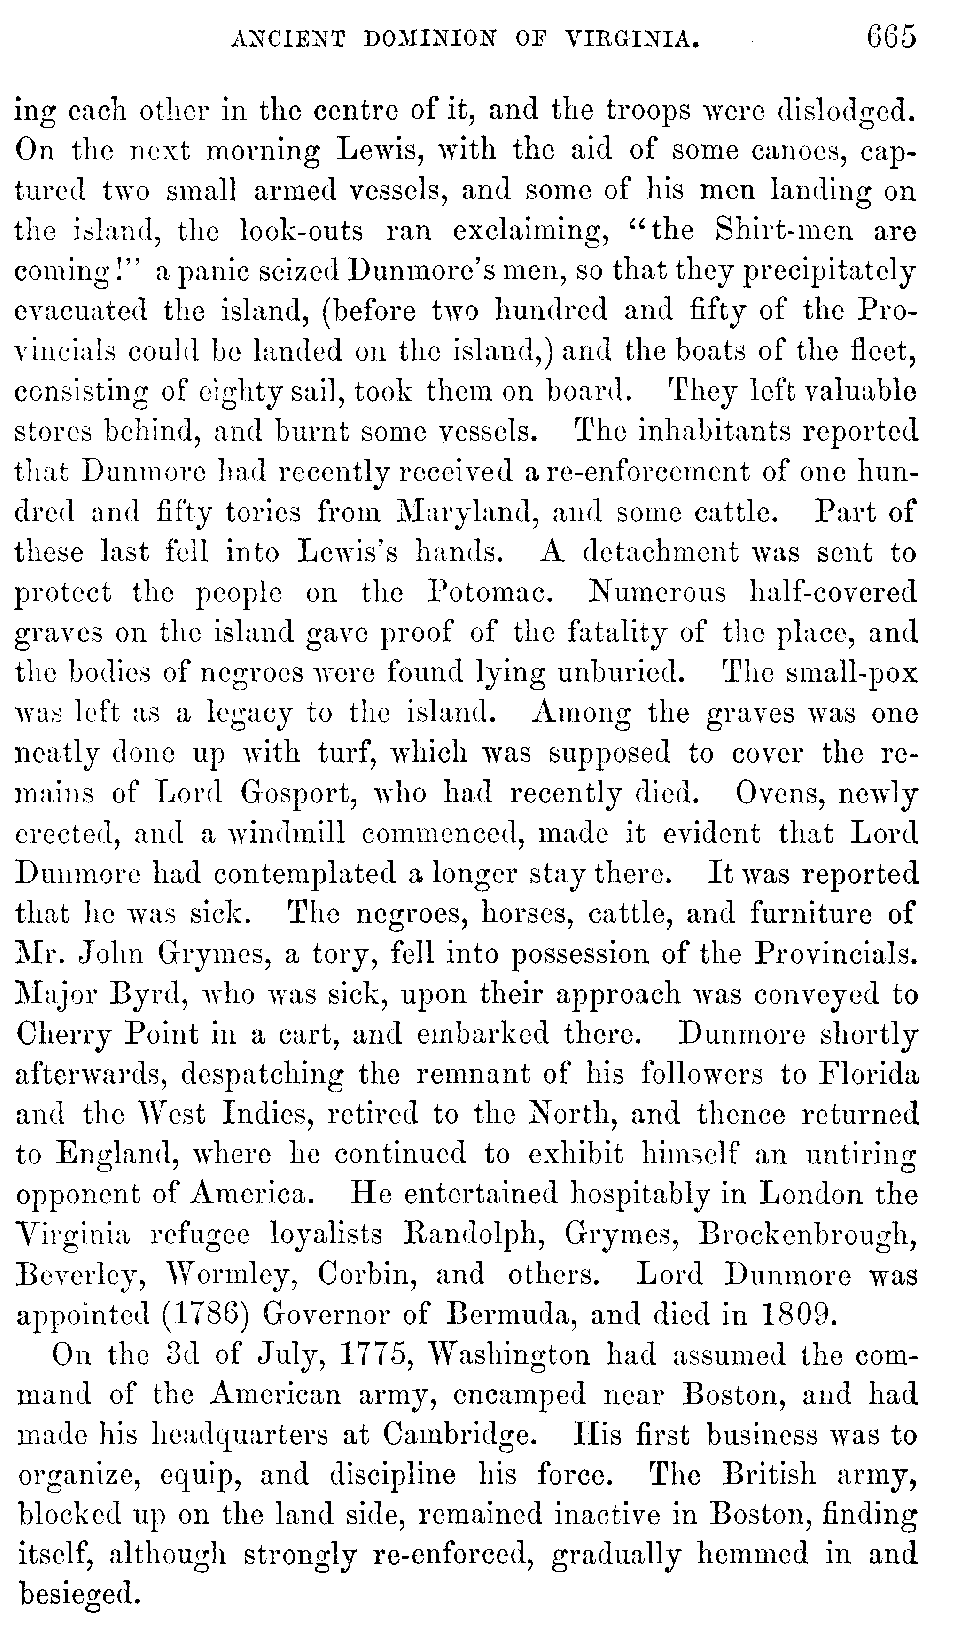 ANCIENT DOMINION OF VIRGINIA. 665
ing each other in the centre of it, and the troops were dislodged.
On the next morning Lewis, with the aid of some canoes, cap-
tured two small armed vessels, and some of his men landing on
the island, the look-outs ran exclaiming, "the Shirt-men are
coming!" a panic seized Dunmore's men, so that they precipitately
evacuated the island, (before two hundred and fifty of the Pro-
vincials could be landed on the island,) and the boats of the fleet,
consisting of eighty sail, took them on board. They left valuable
stores behind, and burnt some vessels. The inhabitants reported
that Dunmore had recently received a re-enforcement of one hun-
dred and fifty tories from Maryland, and some cattle. Part of
these last fell into Lewis's hands. A detachment was sent to
protect the people on the Potomac. Numerous half-covered
graves on the island gave proof of the fatality of the place, and
the bodies of negroes were found lying unburied. The small-pox
was left as a legacy to the island. Among the graves was one
neatly done up with turf, which was supposed to cover the re-
mains of Lord Gosport, who had recently died. Ovens, newly
erected, and a windmill commenced, made it evident that Lord
Dunmore had contemplated a longer stay there. It was reported
that he was sick. The negroes, horses, cattle, and furniture of
Mr. John Grymes, a tory, fell into possession of the Provincials.
Major Byrd, who was sick, upon their approach was conveyed to
Cherry Point in a cart, and embarked there. Dunmore shortly
afterwards, despatching the remnant of his followers to Florida
and the West Indies, retired to the North, and thence returned
to England, where he continued to exhibit himself an untiring
opponent of America. He entertained hospitably in London the
Virginia refugee loyalists Randolph, Grymes, Brockenbrough,
Beverley, Wormley, Corbin, and others. Lord Dunmore was
appointed (1786) Governor of Bermuda, and died in 1809.
On the 3d of July, 1775, Washington had assumed the com-
mand of the American army, encamped near Boston, and had
made his headquarters at Cambridge. His first business was to
organize, equip, and discipline his force. The British army,
blocked up on the land side, remained inactive in Boston, finding
itself, although strongly re-enforced, gradually hemmed in and
besieged.